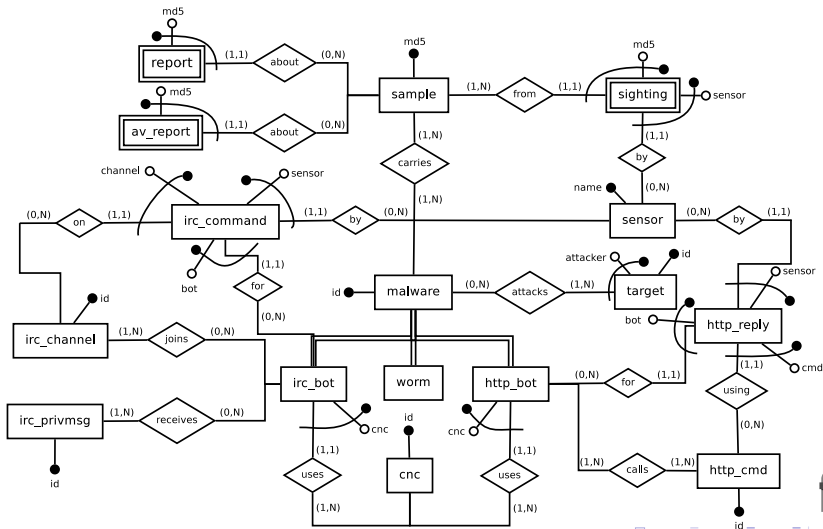 md5
report
(1,1)
about
(0,N)
md5
av_report
(1,1)
about
(0,N)
md5
sample
(1,N)
from
(1,1)
md5
sighting
sensor
(1,N)
carries
(1,N)
(1,1)
by
(0,N)
channel
sensor
(0,N)
on
(1,1)
irc_command
(1,1)
by
(0,N)
name
sensor
(0,N)
by
(1,1)
bot
(1,1)
for
(0,N)
id
malware
(0,N)
attacks
(1,N)
attacker
id
target
sensor
bot
http_reply
cmd
id
irc_channel
(1,N)
joins
(0,N)
irc_bot
worm
http_bot
(0,N)
for
(1,1)
(1,1)
using
(0,N)
irc_privmsg
(1,N)
receives
(0,N)
id
cnc
id
cnc
(1,1)
uses
(1,N)
cnc
(1,1)
uses
(1,N)
(1,N)
calls
(1,N)
http_cmd
id